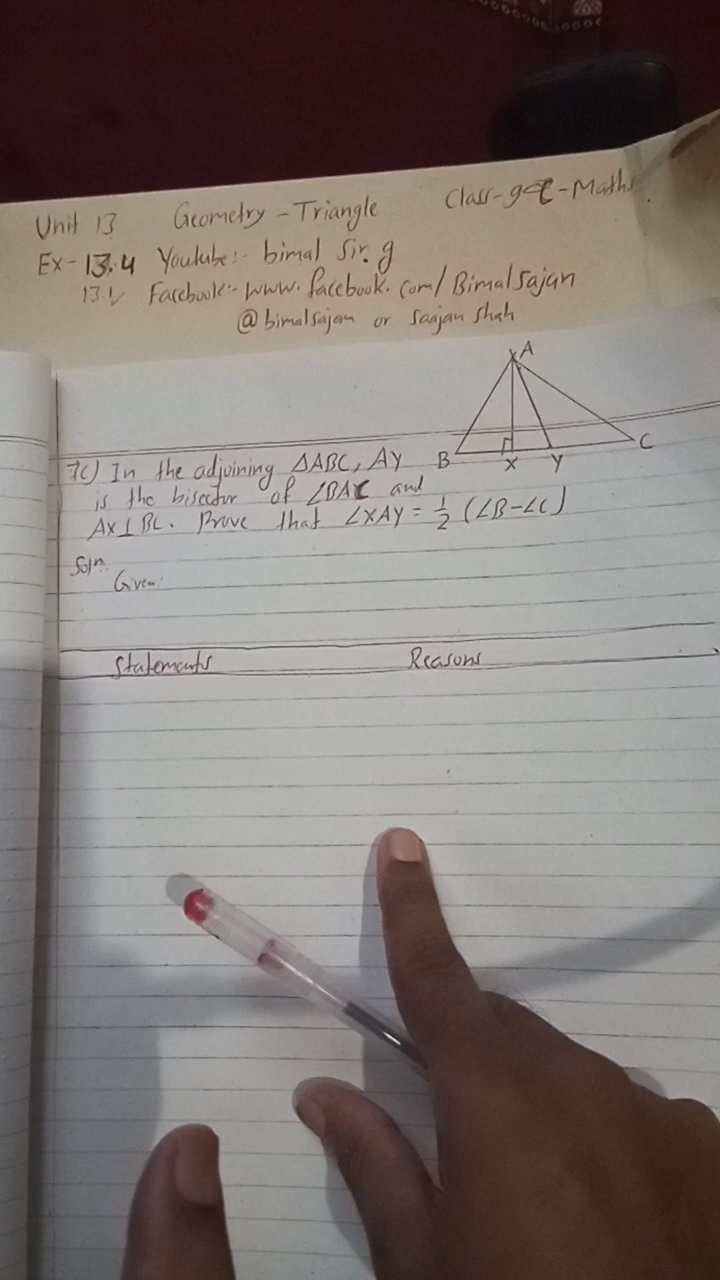 Unit 13 Geometry - Triangle Class - 9 - Maths
Ex - 13.4 Youtube:- bimal Sir. g
13.1 Facebook:- www.facebook.com/Bimalsajan
@bimalsajan or saajan shah
A
B X Y C
7c) In the adjoining ΔABC, AY
is the bisector of ∠BAC and
AX⊥BC. Prove that ∠XAY = 1/2 (∠B-∠C)
Soln.
Given:
Statements Reasons